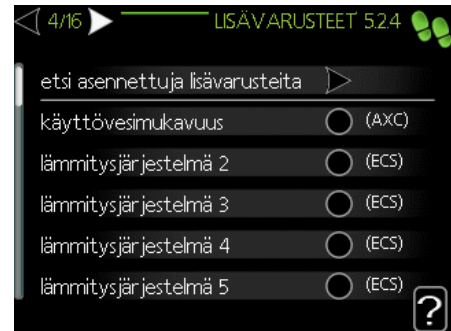 4/16 LISÄVARUSTEET 5.2.4
etsi asennettuja lisävarusteita
käyttövesimukavuus (AXC)
lämmitysjärjestelmä 2 (ECS)
lämmitysjärjestelmä 3 (ECS)
lämmitysjärjestelmä 4 (ECS)
lämmitysjärjestelmä 5 (ECS)
?